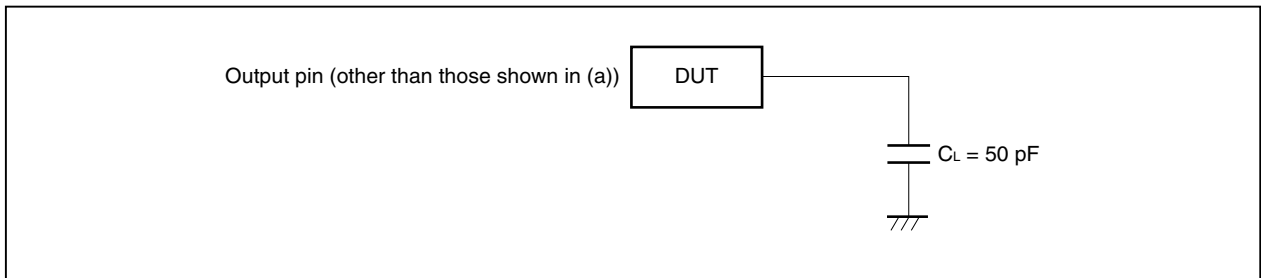 Output pin (other than those shown in (a))
DUT
CL = 50 pF